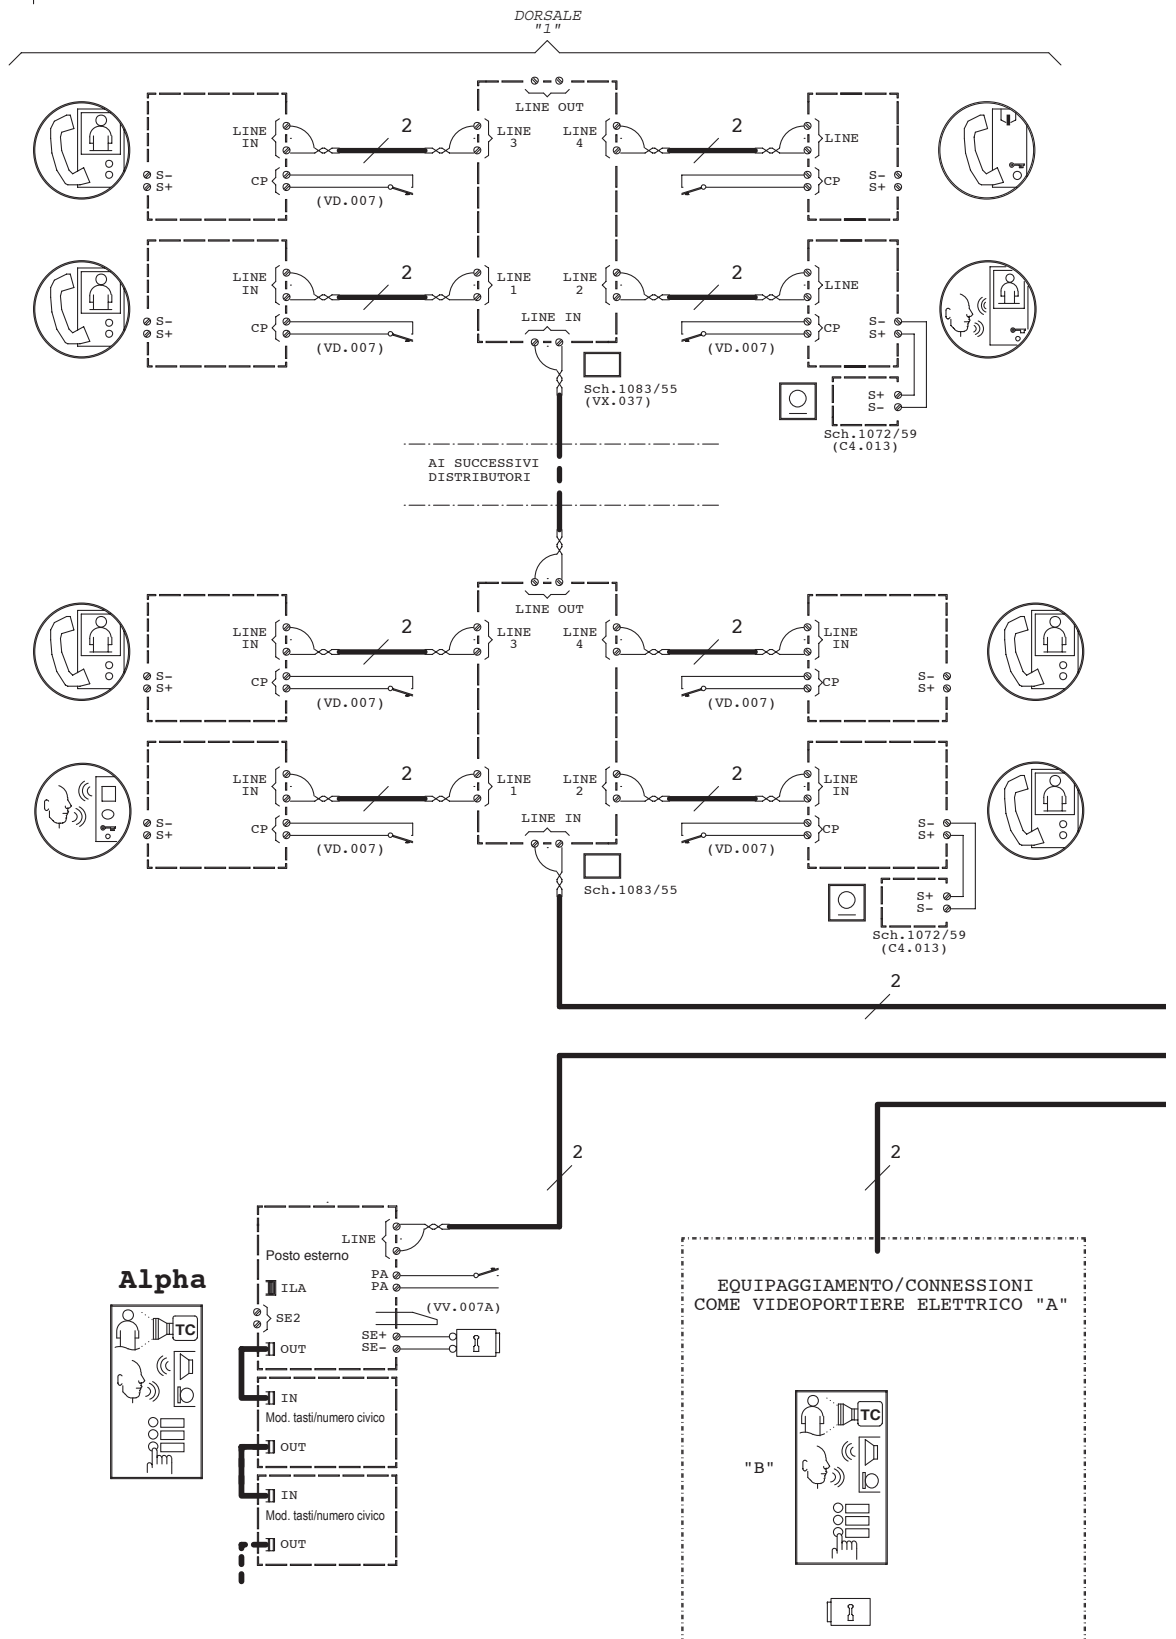 DORSALE
"1"
LINE OUT
LINE
IN
2
LINE
3
LINE
4
2
LINE
S-
S+
CP
(VD.007)
CP
S-
S+
LINE
IN
2
LINE
1
LINE
2
2
LINE
LINE IN
S-
S+
CP
(VD.007)
(VD.007)
CP
S-
S+
Sch.1083/55
(VX.037)
S+
S-
Sch.1072/59
(C4.013)
AI SUCCESSIVI
DISTRIBUTORI
LINE OUT
LINE
IN
2
LINE
3
LINE
4
2
LINE
IN
S-
S+
CP
(VD.007)
(VD.007)
CP
S-
S+
LINE
IN
2
LINE
1
LINE
2
2
LINE
IN
LINE IN
S-
S+
CP
(VD.007)
(VD.007)
CP
S-
S+
Sch.1083/55
S+
S-
Sch.1072/59
(C4.013)
2
2
2
LINE
Posto esterno
Alpha
PA
PA
ILA
(VV.007A)
SE2
SE+
SE-
OUT
TC
IN
Mod. tasti/numero civico
OUT
IN
Mod. tasti/numero civico
OUT
EQUIPAGGIAMENTO/CONNESSIONI
COME VIDEOPORTIERE ELETTRICO "A"
TC
"B"